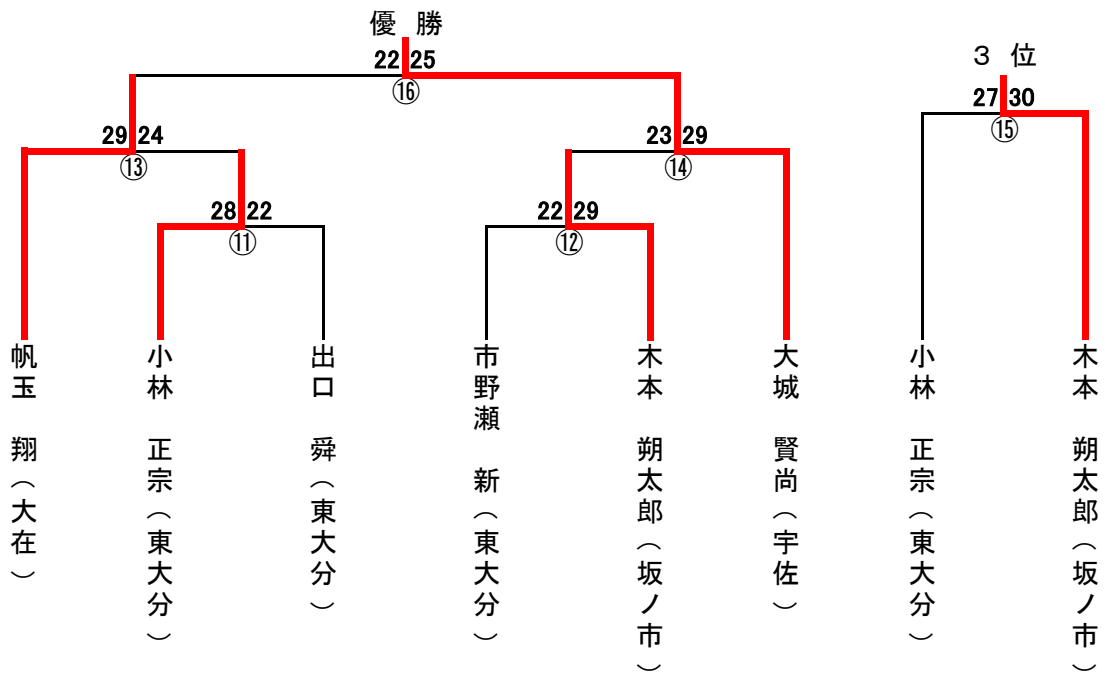 優 勝
22 25
⑯
3 位
27 30
⑮
29 24
⑬
23 29
⑭
28 22
⑪
22 29
⑫
帆玉 翔(大在)
小林 正宗(東大分)
出口 舜(東大分)
市野瀬 新(東大分)
木本 朔太郎(坂ノ市)
大城 賢尚(宇佐)
小林 正宗(東大分)
木本 朔太郎(坂ノ市)